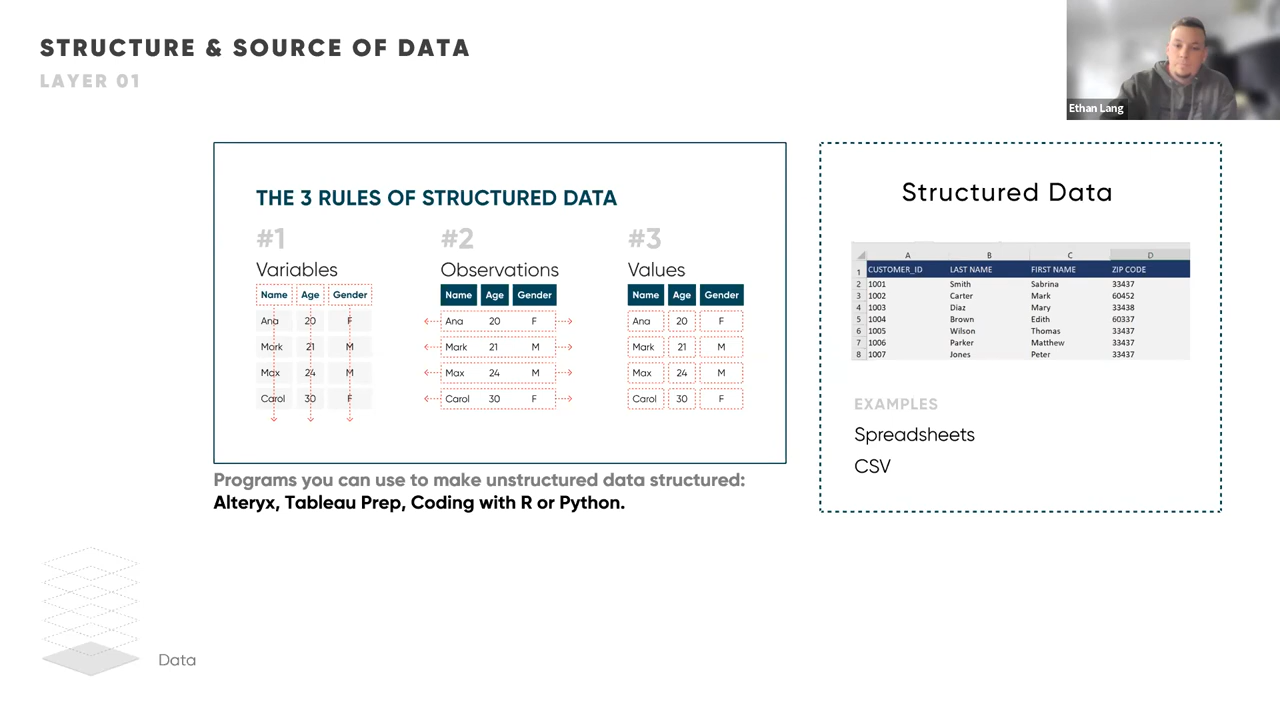 STRUCTURE & SOURCE OF DATA
LAYER 01
Ethan Lang
THE 3 RULES OF STRUCTURED DATA
#1 #2 #3
Variables Observations Values
Name Age Gender Name Age Gender Name Age Gender
Ana 20 F Ana 20 F Ana 20 F
Mark 21 M Mark 21 M Mark 21 M
Max 24 M Max 24 M Max 24 M
Carol 30 F Carol 30 F Carol 30 F
Programs you can use to make unstructured data structured:
Alteryx, Tableau Prep, Coding with R or Python.
Structured Data
A B C D
1 CUSTOMER_ID LAST NAME FIRST NAME ZIP CODE
2 1001 Smith Sabrina 33437
3 1002 Carter Mark 60452
4 1003 Diaz Mary 33438
5 1004 Brown Edith 60337
6 1005 Wilson Thomas 33437
7 1006 Parker Matthew 33437
8 1007 Jones Peter 33437
EXAMPLES
Spreadsheets
CSV
Data